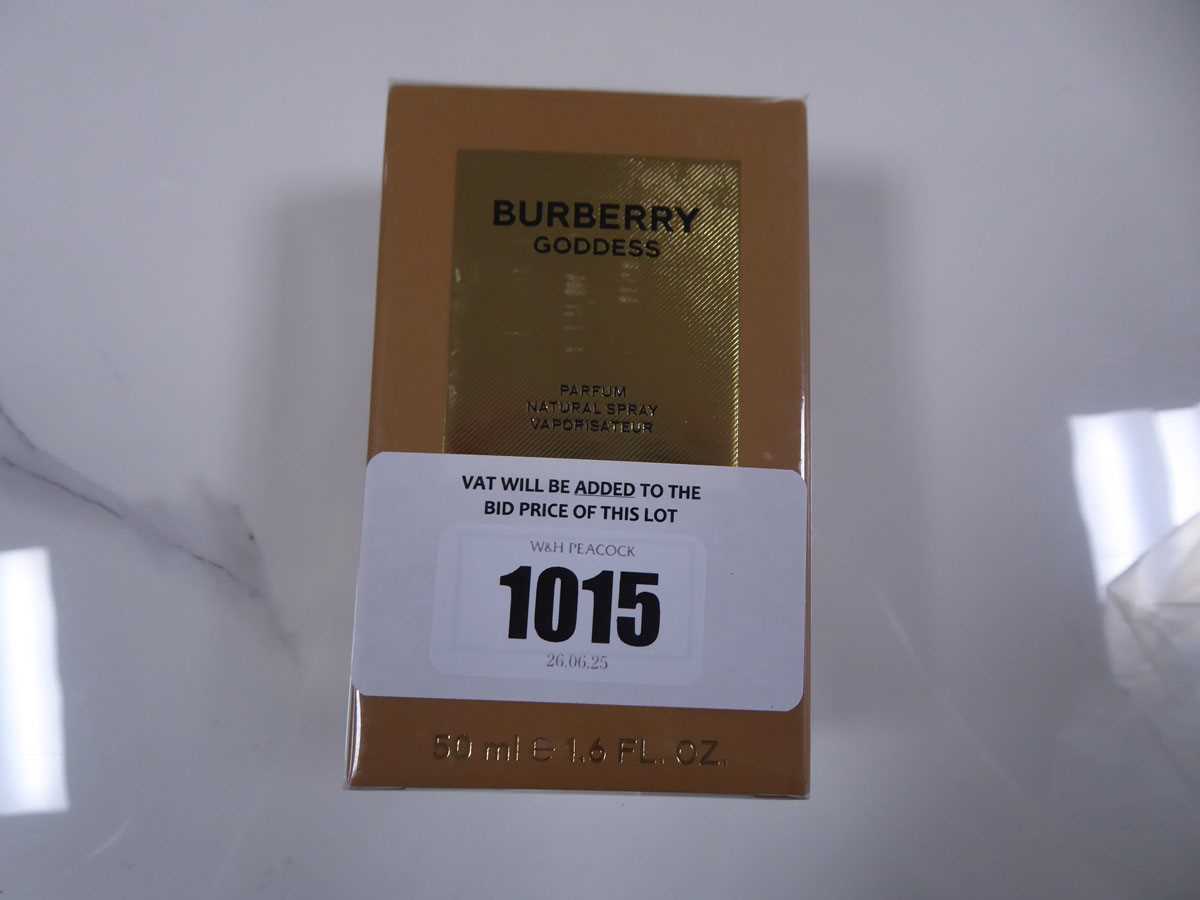 BURBERRY
GODDESS
PARFUM
NATURAL SPRAY
VAPORISATEUR
VAT WILL BE ADDED TO THE
BID PRICE OF THIS LOT
W&H PEACOCK
1015
26.06.25
50 ml e 1.6 FL. OZ.